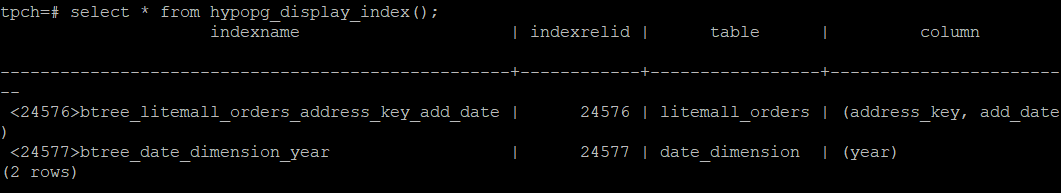 tpch=# select * from hypopg_display_index();
indexname | indexrelid | table | column
---------------------------------------------------+------------+-----------------+-----------------------
--
<24576>btree_litemall_orders_address_key_add_date | 24576 | litemall_orders | (address_key, add_date
)
<24577>btree_date_dimension_year | 24577 | date_dimension | (year)
(2 rows)